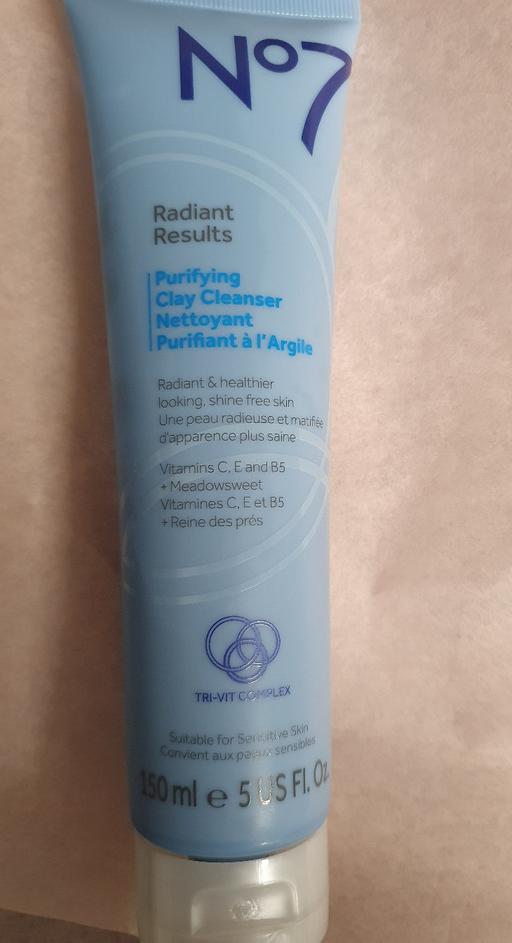 No7
Radiant
Results
Purifying
Clay Cleanser
Nettoyant
Purifiant à l'Argile
Radiant & healthier
looking, shine free skin
Une peau radieuse et matifiée
d'apparence plus saine
Vitamins C, E and B5
+ Meadowsweet
Vitamines C, E et B5
+ Reine des prés
TRI-VIT COMPLEX
Suitable for Sensitive Skin
Convient aux peaux sensibles
150 ml e 5 US Fl. Oz.